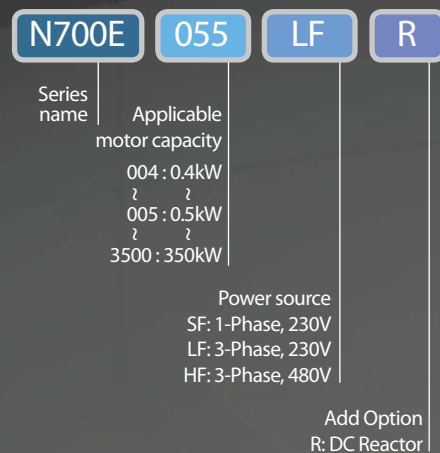 N700E 055 LF R
Series
name
Applicable
motor capacity
004 : 0.4kW
~ ~
005 : 0.5kW
~ ~
3500 : 350kW
Power source
SF: 1-Phase, 230V
LF: 3-Phase, 230V
HF: 3-Phase, 480V
Add Option
R: DC Reactor